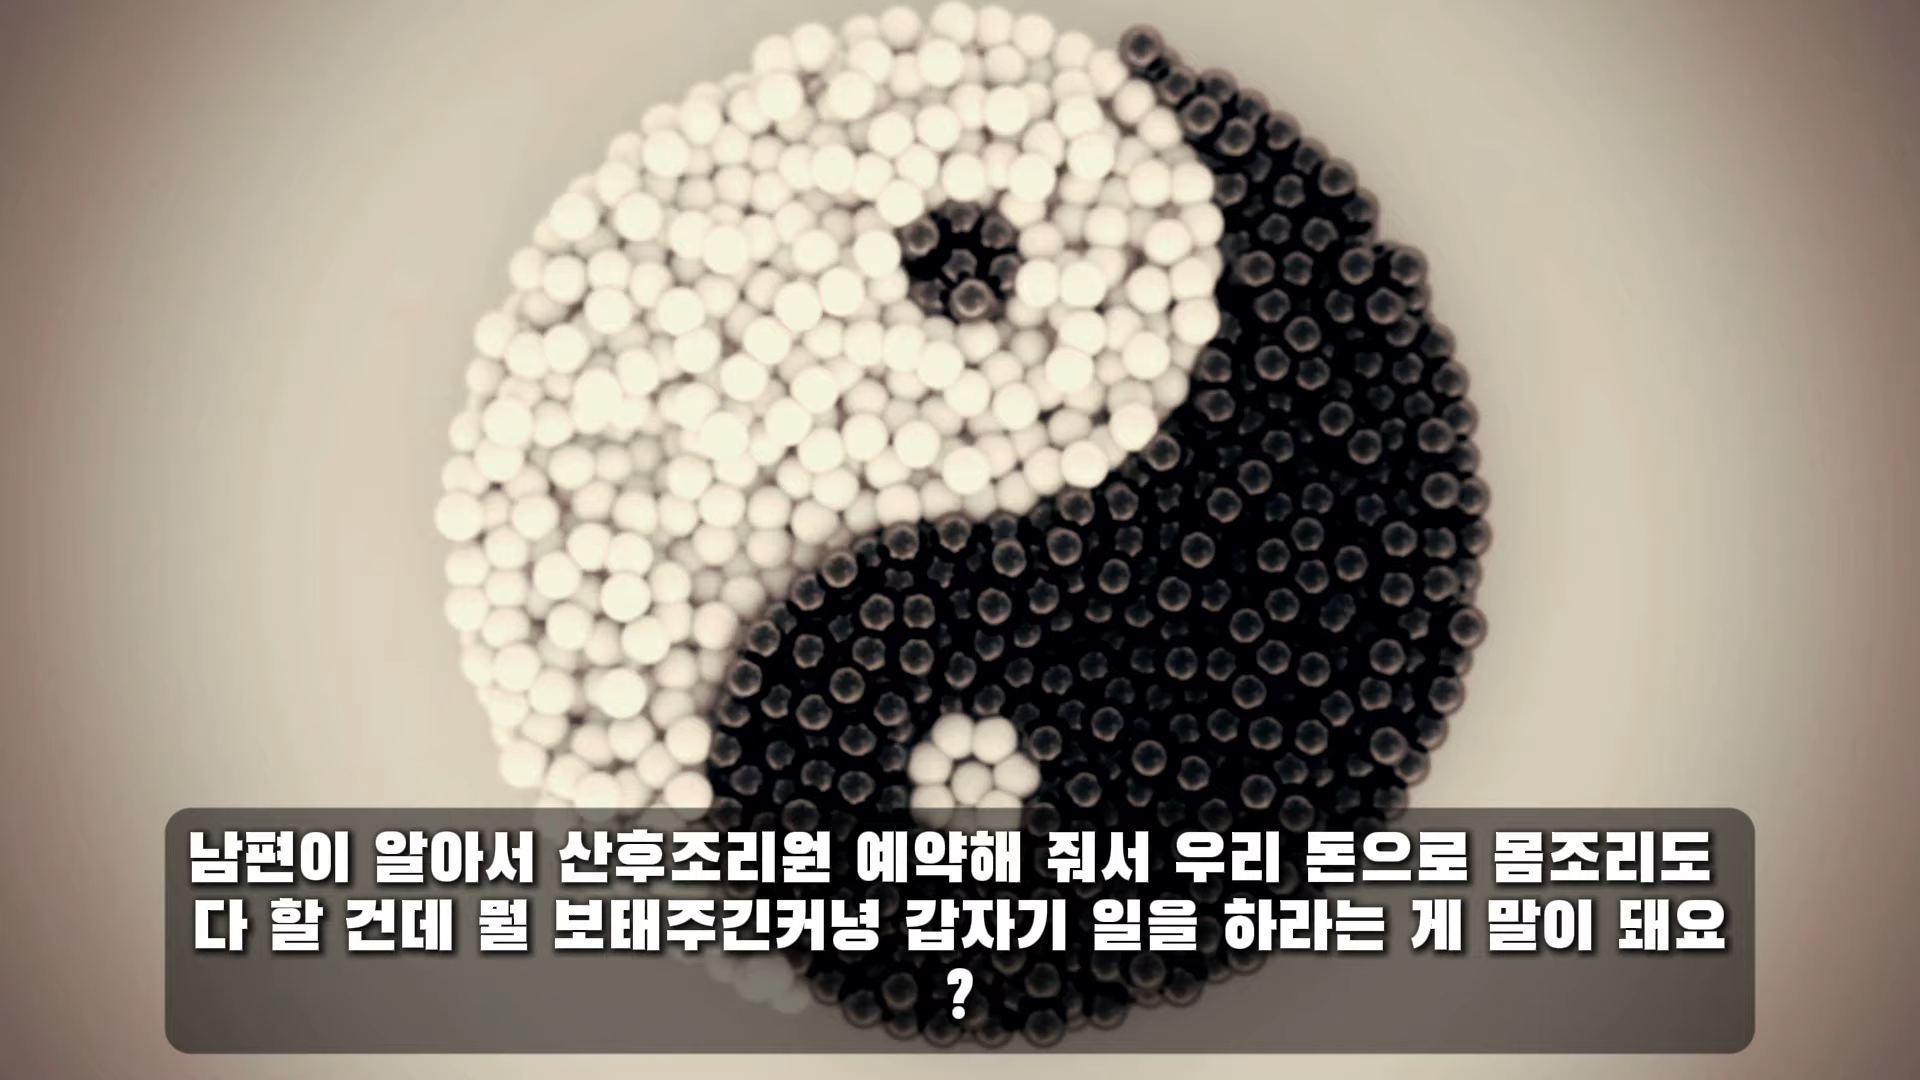 남편이 알아서 산후조리원 예약해 줘서 우리 돈으로 몸조리도
다 할 건데 뭘 보태주긴커녕 갑자기 일을 하라는 게 말이 돼요
?